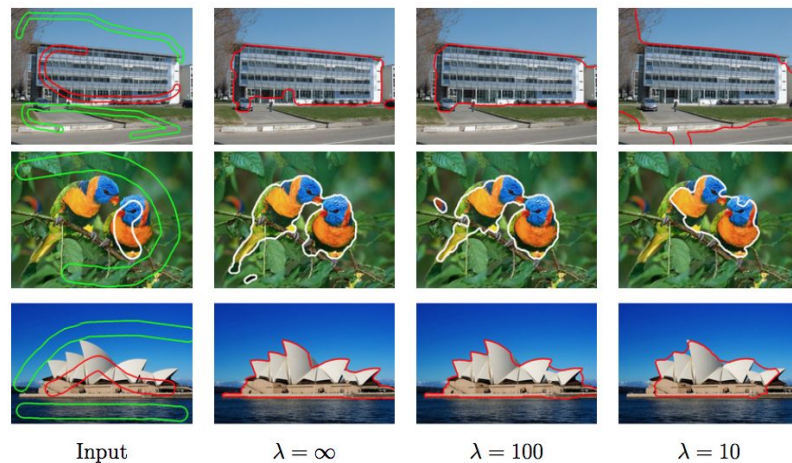 Input λ = ∞ λ = 100 λ = 10